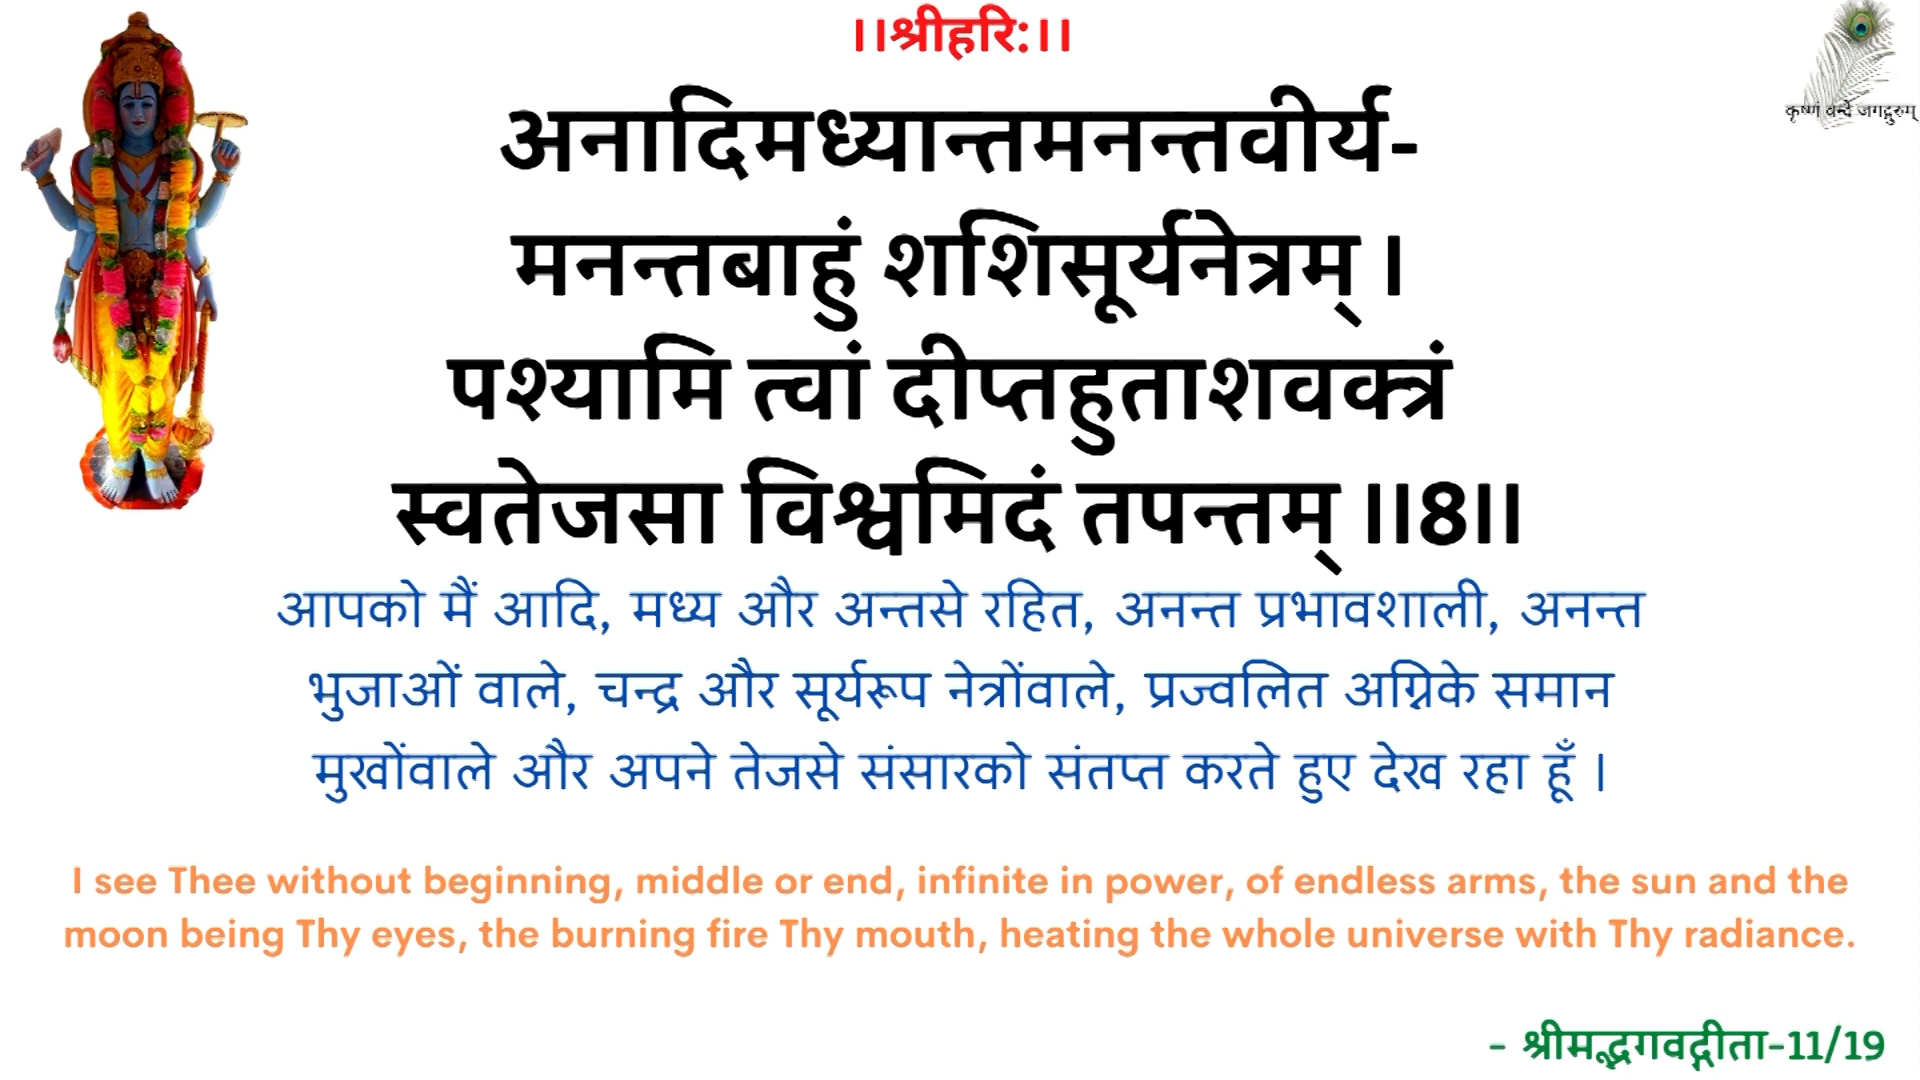 ।।श्रीहरि:।।
कृष्णं वन्दे जगद्गुरुम्
अनादिमध्यान्तमनन्तवीर्य-
मनन्तबाहुं शशिसूर्यनेत्रम् ।
पश्यामि त्वां दीप्तहुताशवक्त्रं
स्वतेजसा विश्वमिदं तपन्तम् ।।8।।
आपको मैं आदि, मध्य और अन्तसे रहित, अनन्त प्रभावशाली, अनन्त
भुजाओं वाले, चन्द्र और सूर्यरूप नेत्रोंवाले, प्रज्वलित अग्निके समान
मुखोंवाले और अपने तेजसे संसारको संतप्त करते हुए देख रहा हूँ ।
I see Thee without beginning, middle or end, infinite in power, of endless arms, the sun and the
moon being Thy eyes, the burning fire Thy mouth, heating the whole universe with Thy radiance.
- श्रीमद्भगवद्गीता-11/19